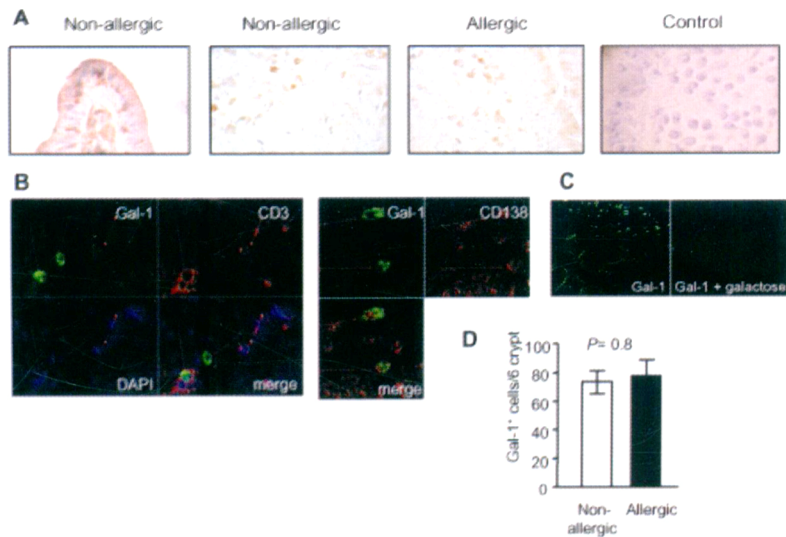 A
Non-allergic Non-allergic Allergic Control
B
Gal-1 CD3
DAPI merge
Gal-1 CD138
merge
C
Gal-1 Gal-1 + galactose
D
P= 0.8
Gal-1⁺ cells/6 crypt
100
80
60
40
20
0
Non-allergic Allergic